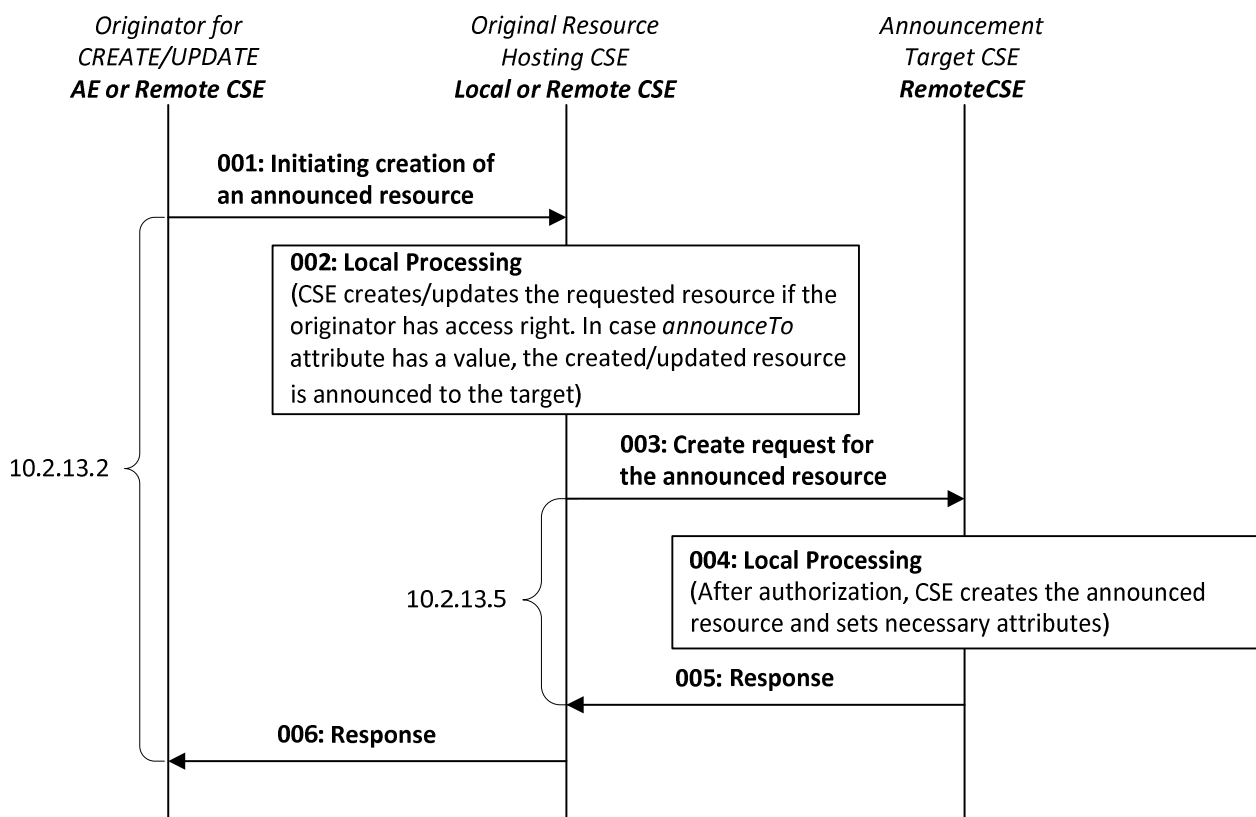 Originator for
CREATE/UPDATE
AE or Remote CSE
Original Resource
Hosting CSE
Local or Remote CSE
Announcement
Target CSE
RemoteCSE
001: Initiating creation of
an announced resource
002: Local Processing
(CSE creates/updates the requested resource if the
originator has access right. In case announceTo
attribute has a value, the created/updated resource
is announced to the target)
003: Create request for
the announced resource
10.2.13.2
004: Local Processing
(After authorization, CSE creates the announced
resource and sets necessary attributes)
10.2.13.5
005: Response
006: Response